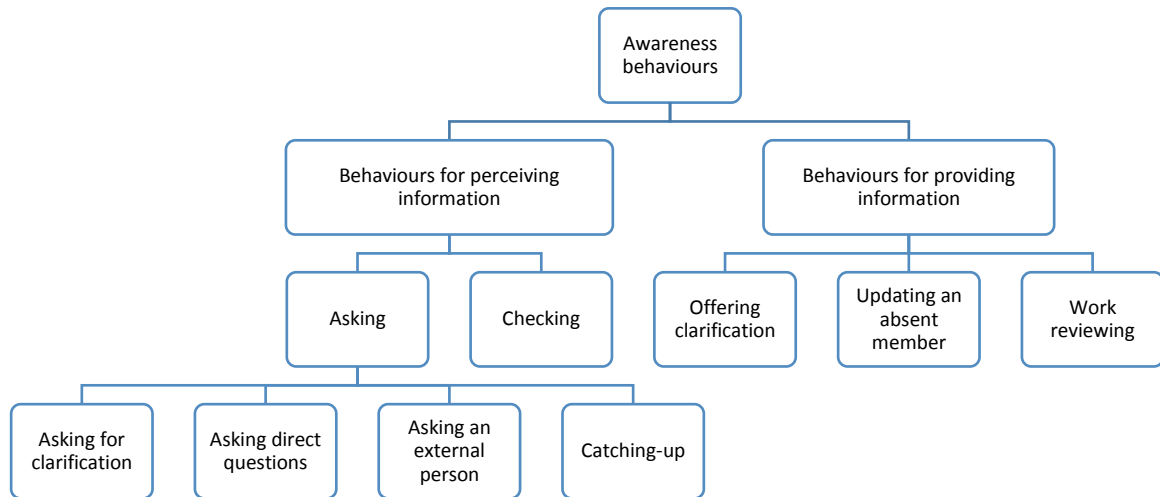 Awareness
behaviours
Behaviours for perceiving
information
Behaviours for providing
information
Asking
Checking
Offering
clarification
Updating an
absent
member
Work
reviewing
Asking for
clarification
Asking direct
questions
Asking an
external
person
Catching-up